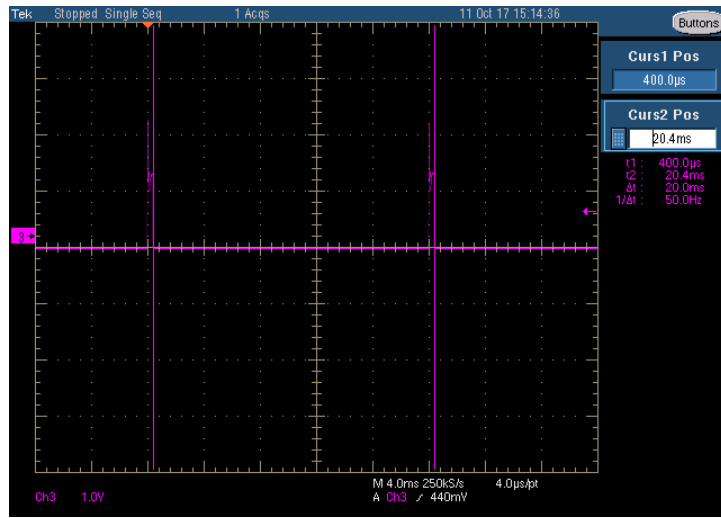 Tek Stopped Single Seq 1 Acqs 11 Oct 17 15:14:36
Buttons
Curs1 Pos
400.0µs
Curs2 Pos
20.4ms
t1 : 400.0µs
t2 : 20.4ms
Δt : 20.0ms
1/Δt : 50.0Hz
3
M 4.0ms 250kS/s 4.0µs/pt
Ch3 1.0V A Ch3 440mV